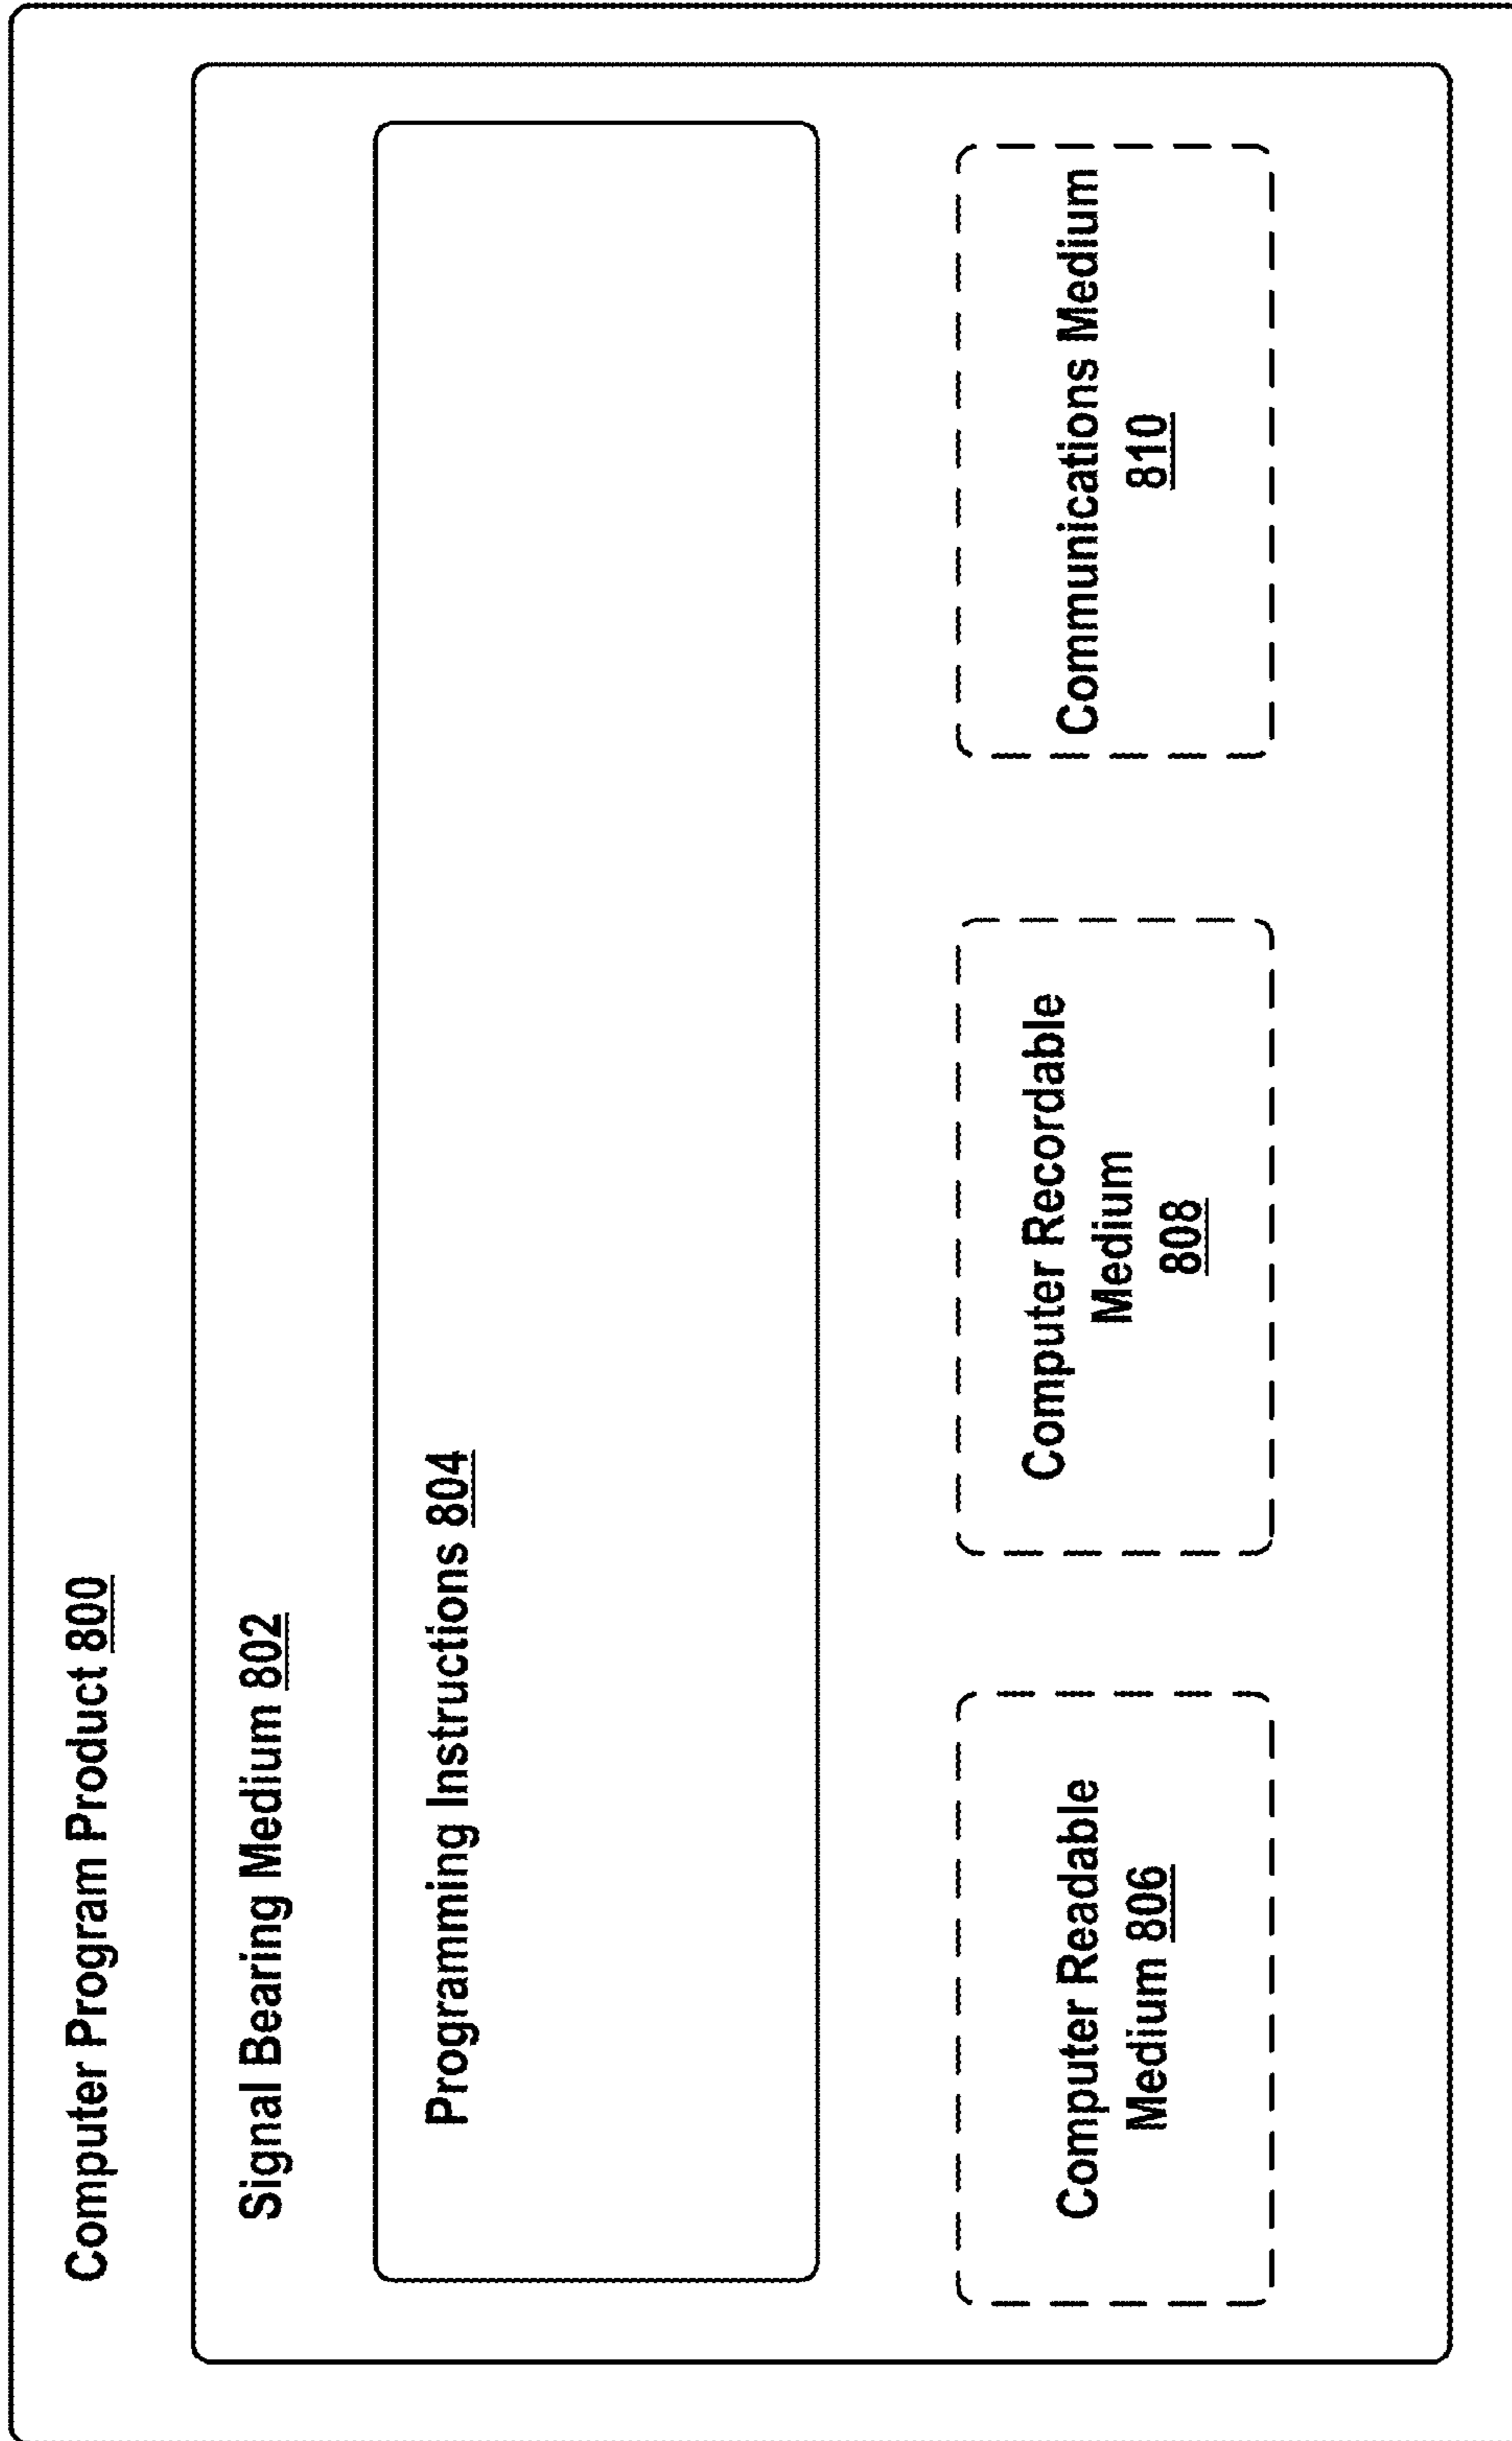 Computer Program Product 800
Signal Bearing Medium 802
Programming Instructions 804
Computer Readable
Medium 806
Computer Recordable
Medium
808
Communications Medium
810